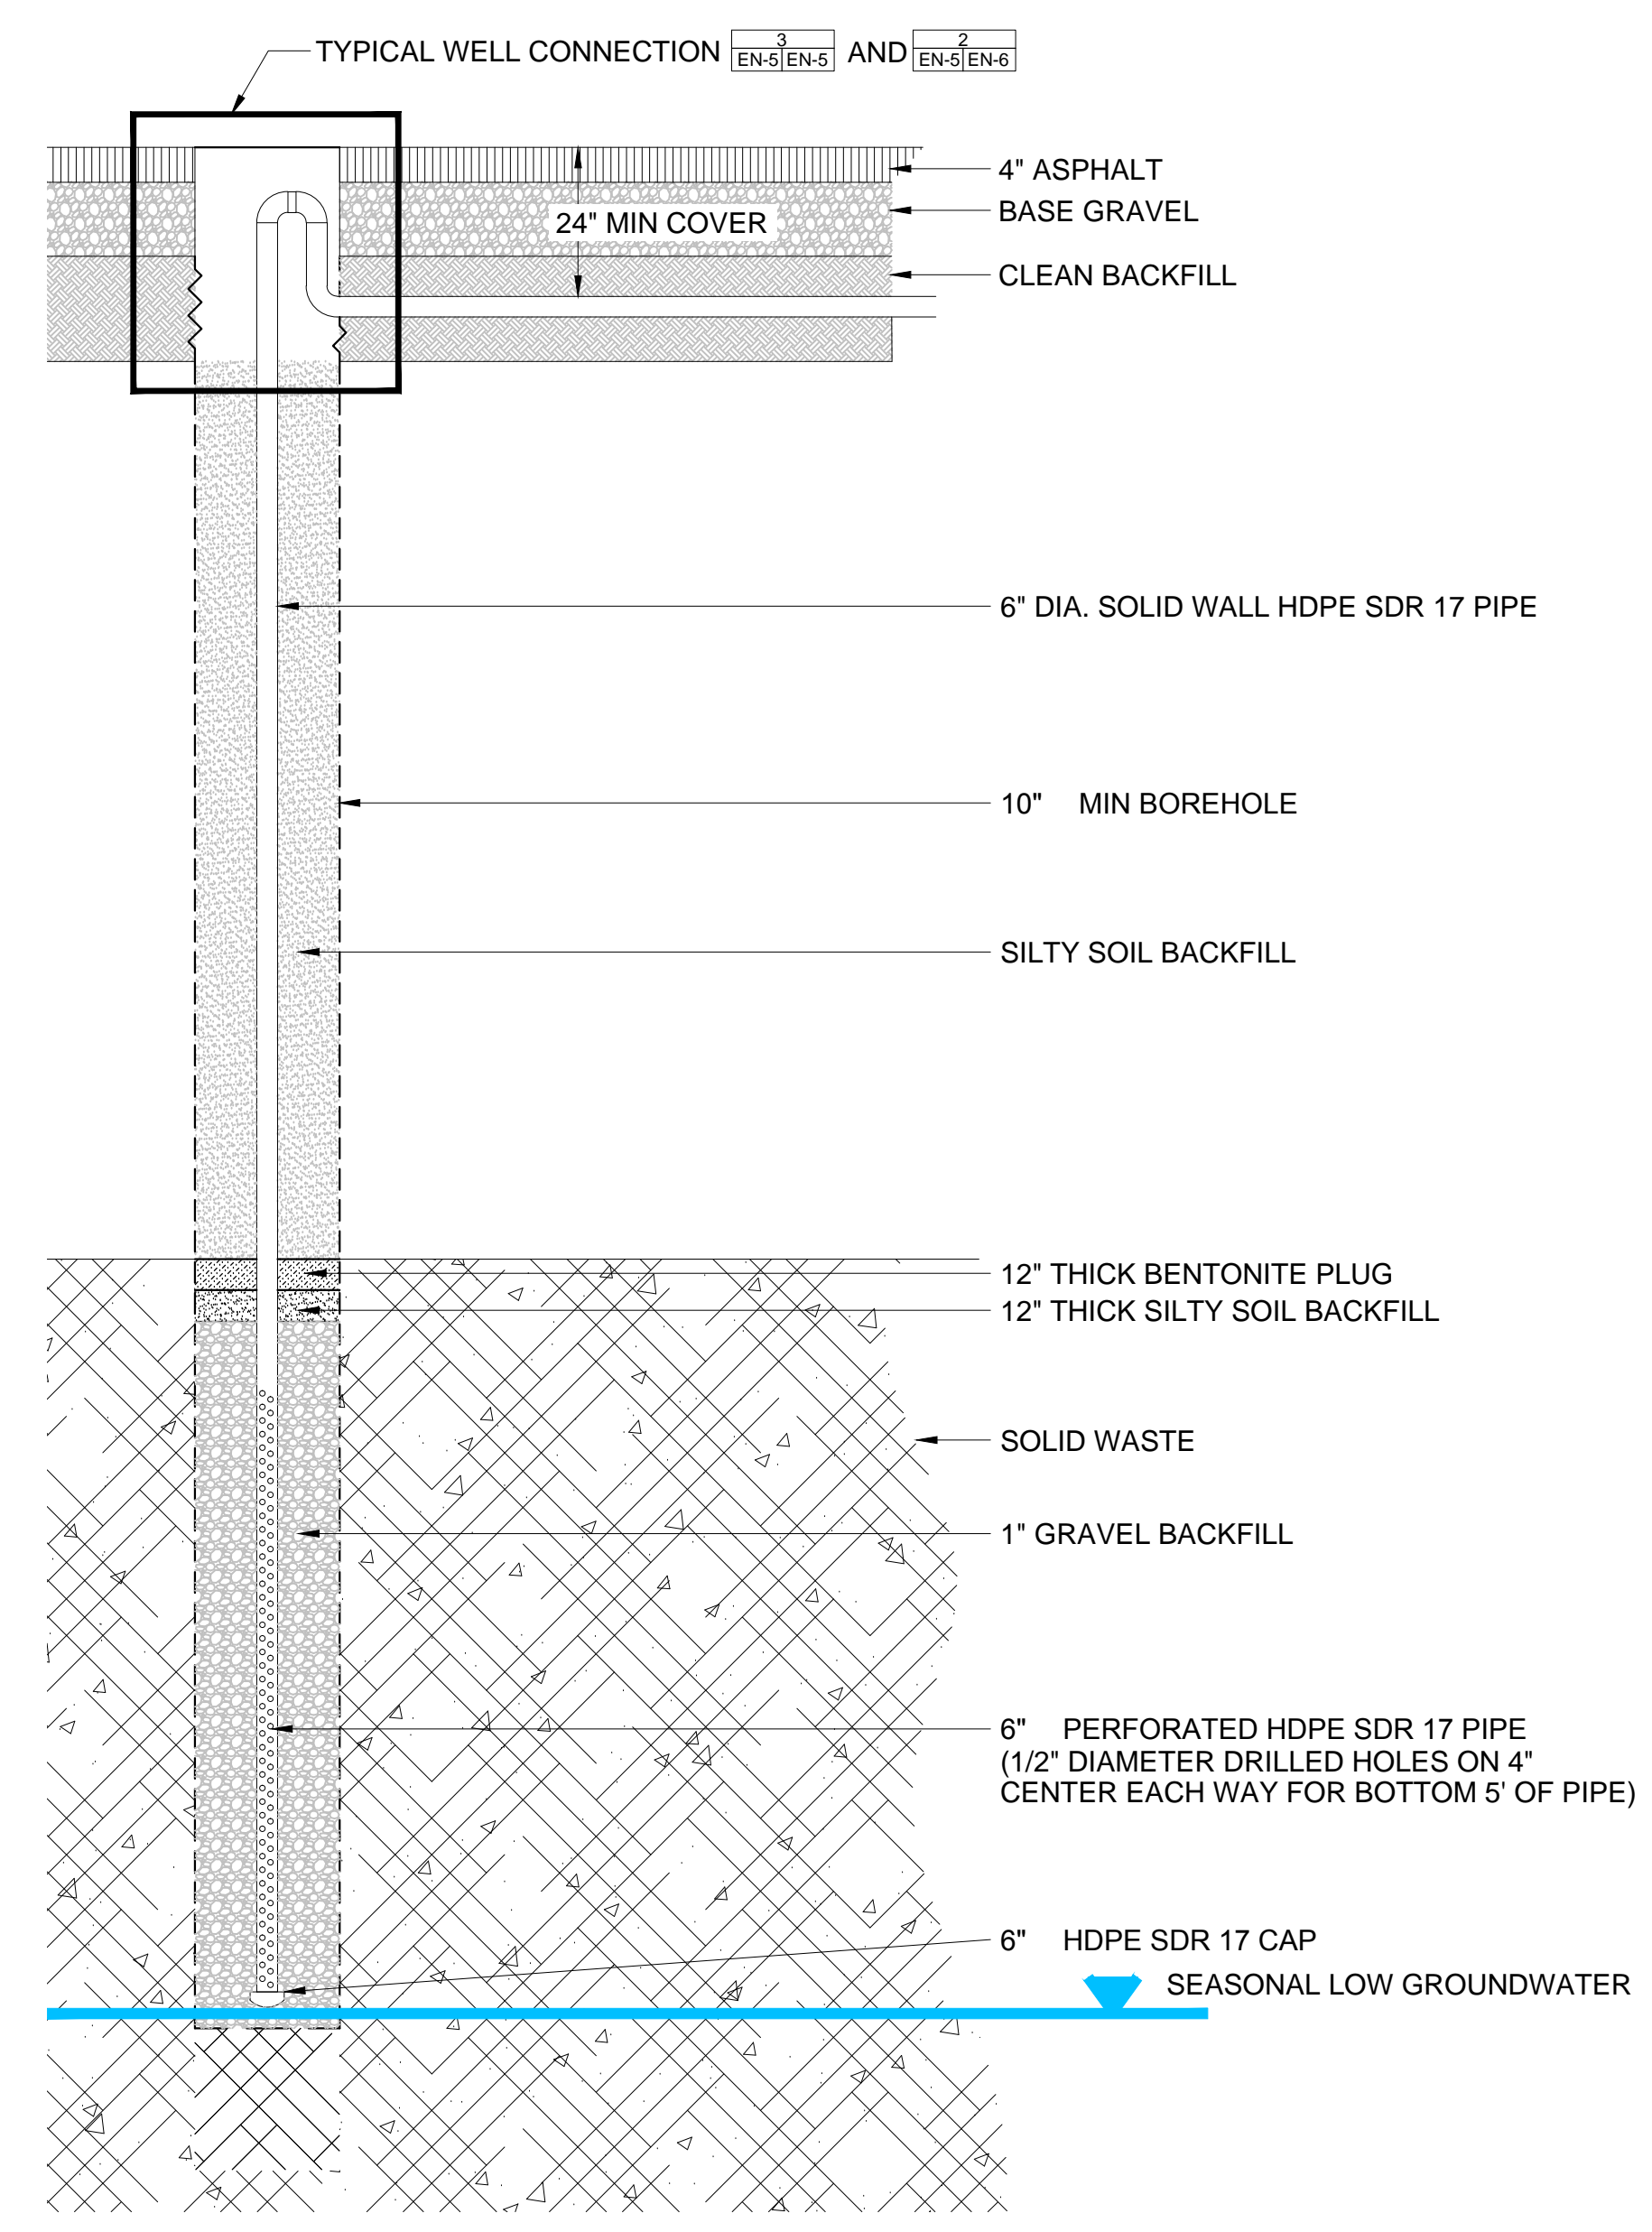 TYPICAL WELL CONNECTION 3 EN-5 EN-5 AND 2 EN-5 EN-6
4" ASPHALT
BASE GRAVEL
24" MIN COVER
CLEAN BACKFILL
6" DIA. SOLID WALL HDPE SDR 17 PIPE
10" MIN BOREHOLE
SILTY SOIL BACKFILL
12" THICK BENTONITE PLUG
12" THICK SILTY SOIL BACKFILL
SOLID WASTE
1" GRAVEL BACKFILL
6" PERFORATED HDPE SDR 17 PIPE
(1/2" DIAMETER DRILLED HOLES ON 4"
CENTER EACH WAY FOR BOTTOM 5' OF PIPE)
6" HDPE SDR 17 CAP
SEASONAL LOW GROUNDWATER